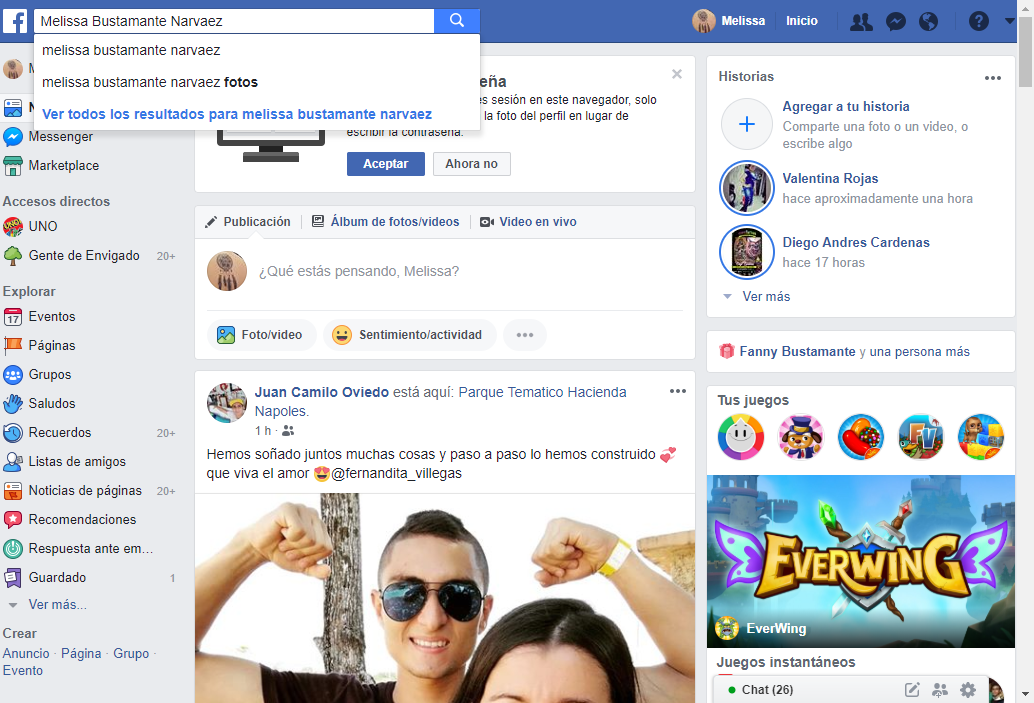 Melissa Bustamante Narvaez
Melissa
Inicio
melissa bustamante narvaez
melissa bustamante narvaez fotos
Ver todos los resultados para melissa bustamante narvaez
M
N
Messenger
Marketplace
Accesos directos
UNO
Gente de Envigado 20+
Explorar
17
Eventos
Páginas
Grupos
Saludos
Recuerdos 20+
Listas de amigos
Noticias de páginas 20+
Recomendaciones
Respuesta ante em...
Guardado 1
Ver más...
Crear
Anuncio · Página · Grupo ·
Evento
eña
es sesión en este navegador, solo
la foto del perfil en lugar de
escribir la contraseña.
Aceptar
Ahora no
Publicación
Álbum de fotos/videos
Video en vivo
¿Qué estás pensando, Melissa?
Foto/video
Sentimiento/actividad
Juan Camilo Oviedo está aquí: Parque Tematico Hacienda
Napoles.
1 h ·
Hemos soñado juntos muchas cosas y paso a paso lo hemos construido 💞
que viva el amor 😍@fernandita_villegas
Historias
Agregar a tu historia
Comparte una foto o un video, o
escribe algo
Valentina Rojas
hace aproximadamente una hora
Diego Andres Cardenas
hace 17 horas
Ver más
Fanny Bustamante y una persona más
Tus juegos
FV
EVERWING
EverWing
Juegos instantáneos
Chat (26)